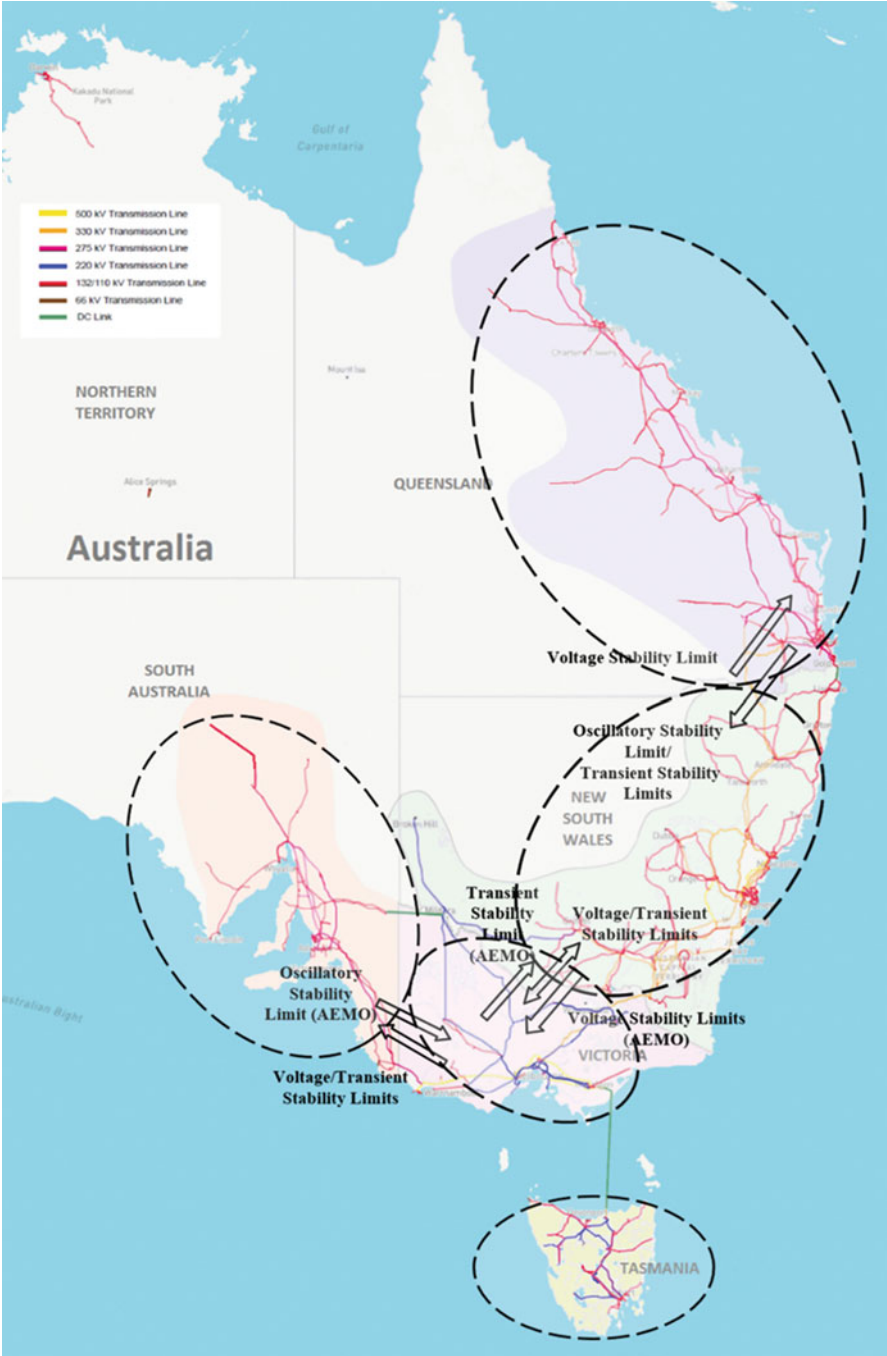 Kakadu National
Park
Gulf of
Carpentaria
500 kV Transmission Line
330 kV Transmission Line
275 kV Transmission Line
220 kV Transmission Line
132/110 kV Transmission Line
66 kV Transmission Line
DC Link
Charters Towers
Mount Isa
NORTHERN
TERRITORY
Alice Springs
QUEENSLAND
Australia
Voltage Stability Limit
SOUTH
AUSTRALIA
Oscillatory Stability
Limit/
Transient Stability
Limits
NEW
SOUTH
WALES
Broken Hill
Transient
Stability
Limit
(AEMO)
Voltage/Transient
Stability Limits
Oscillatory
Stability
Limit (AEMO)
Voltage Stability Limits
(AEMO)
VICTORIA
Voltage/Transient
Stability Limits
TASMANIA